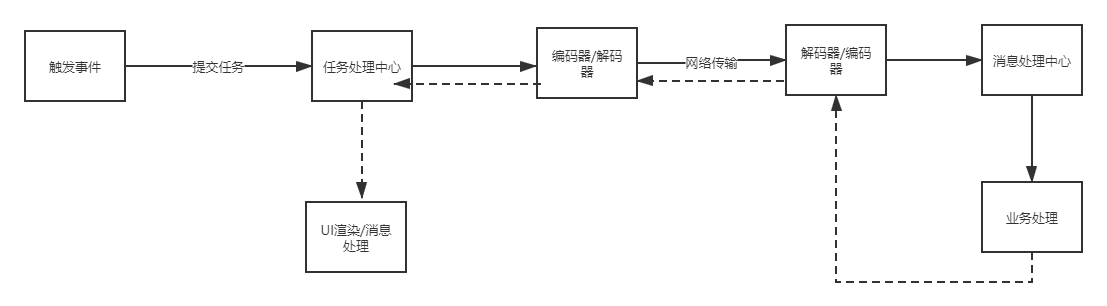 触发事件
提交任务
任务处理中心
编码器/解码
器
网络传输
解码器/编码
器
消息处理中心
UI渲染/消息
处理
业务处理